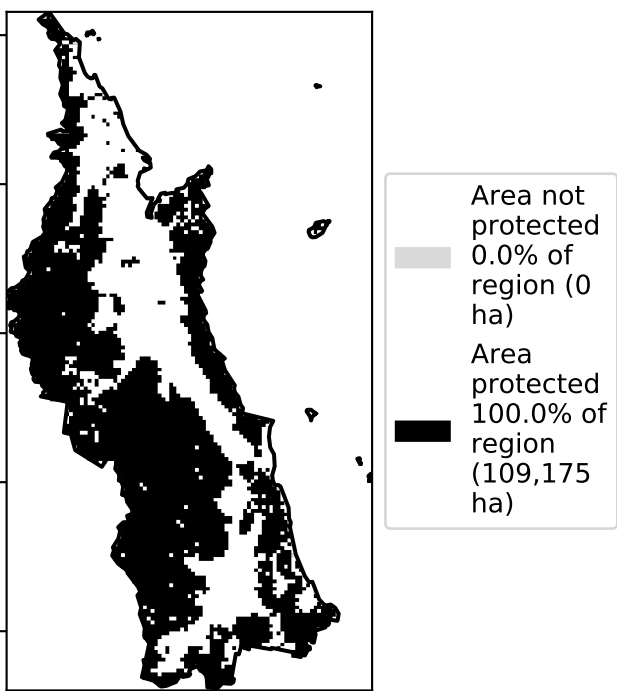 Area not
protected
0.0% of
region (0
ha)
Area
protected
100.0% of
region
(109,175
ha)